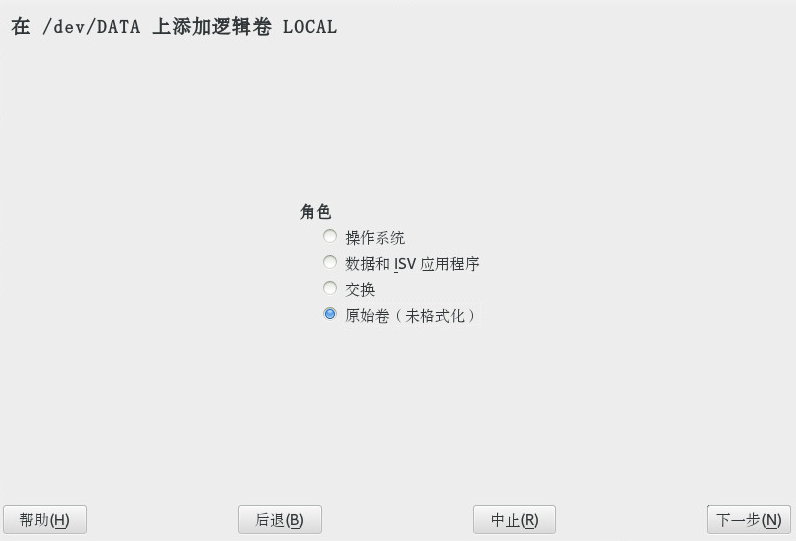 在 /dev/DATA 上添加逻辑卷 LOCAL
角色
操作系统
数据和 ISV 应用程序
交换
原始卷（未格式化）
帮助(H) 后退(B) 中止(R) 下一步(N)